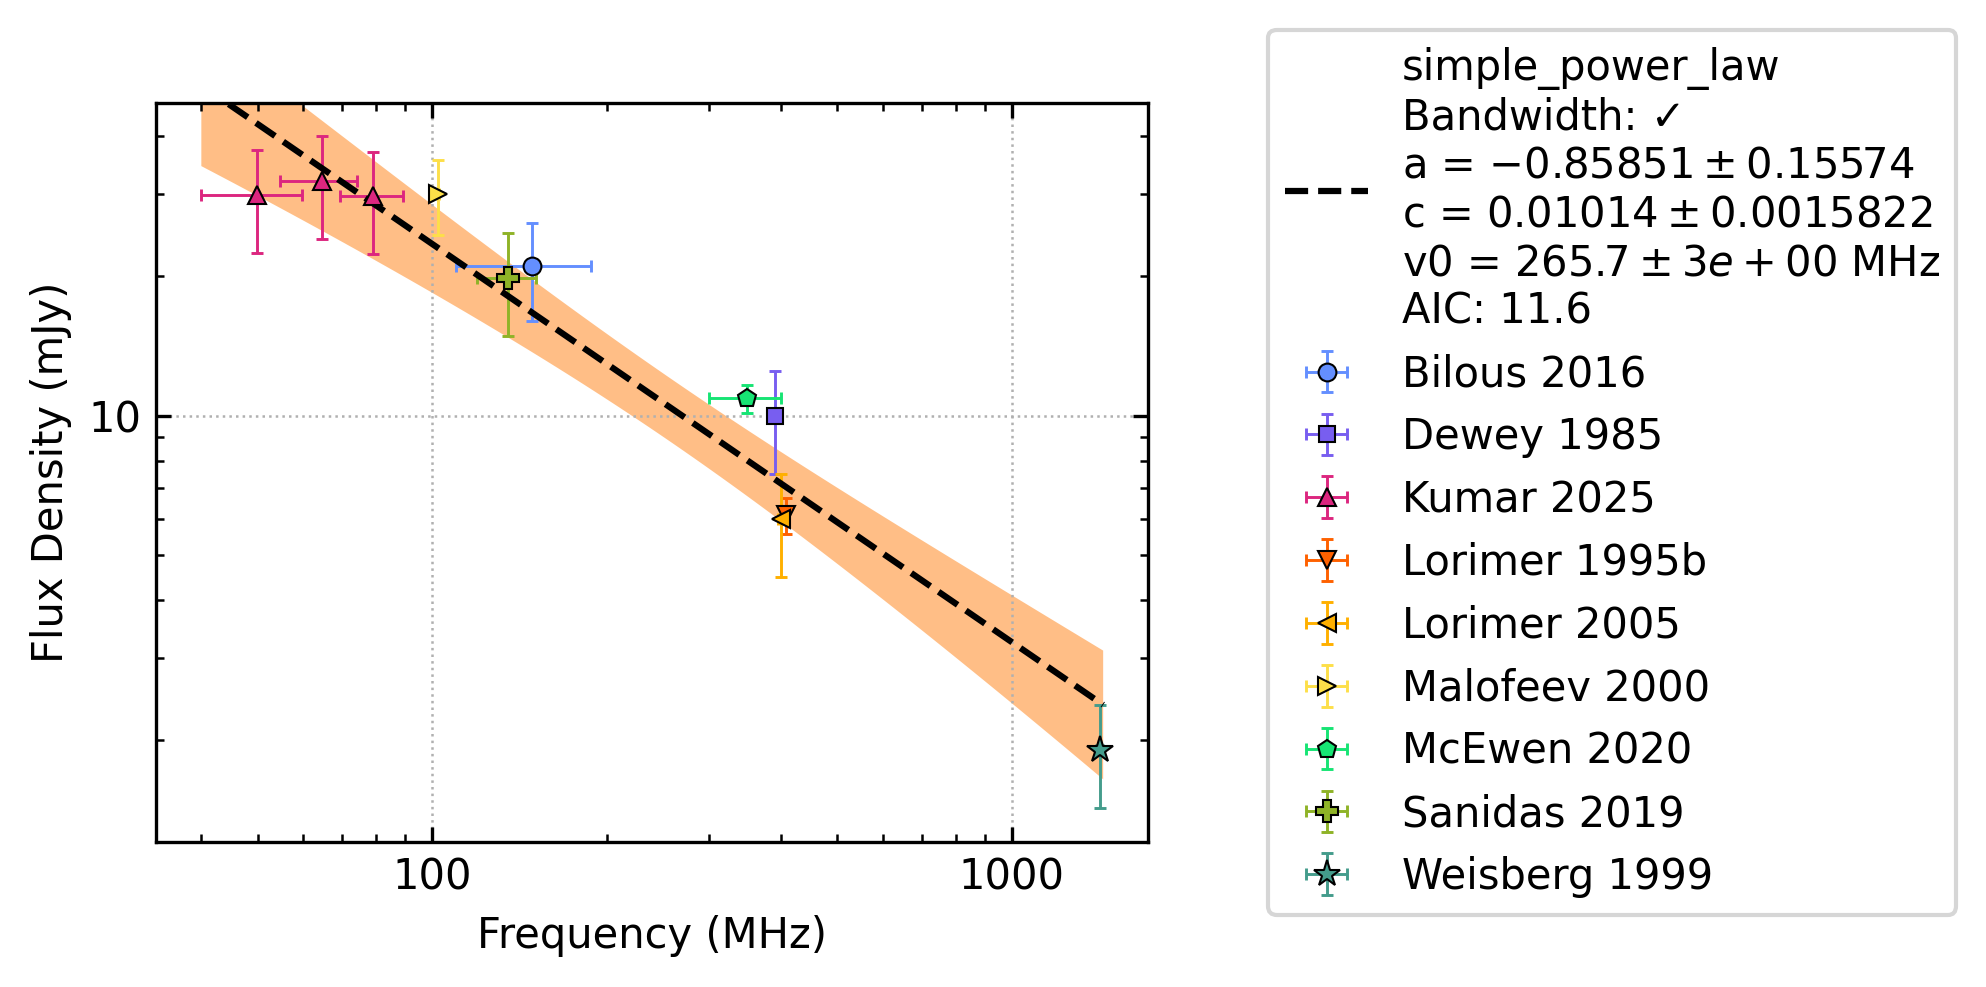 simple_power_law
Bandwidth: ✓
a = −0.85851 ± 0.15574
c = 0.01014 ± 0.0015822
v0 = 265.7 ± 3e + 00 MHz
AIC: 11.6
Bilous 2016
Dewey 1985
Kumar 2025
Lorimer 1995b
Lorimer 2005
Malofeev 2000
McEwen 2020
Sanidas 2019
Weisberg 1999
Flux Density (mJy)
10
100
1000
Frequency (MHz)